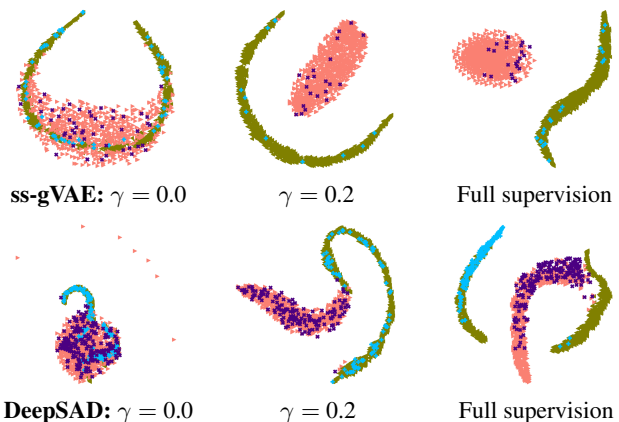 ss-gVAE: γ = 0.0 γ = 0.2 Full supervision
DeepSAD: γ = 0.0 γ = 0.2 Full supervision